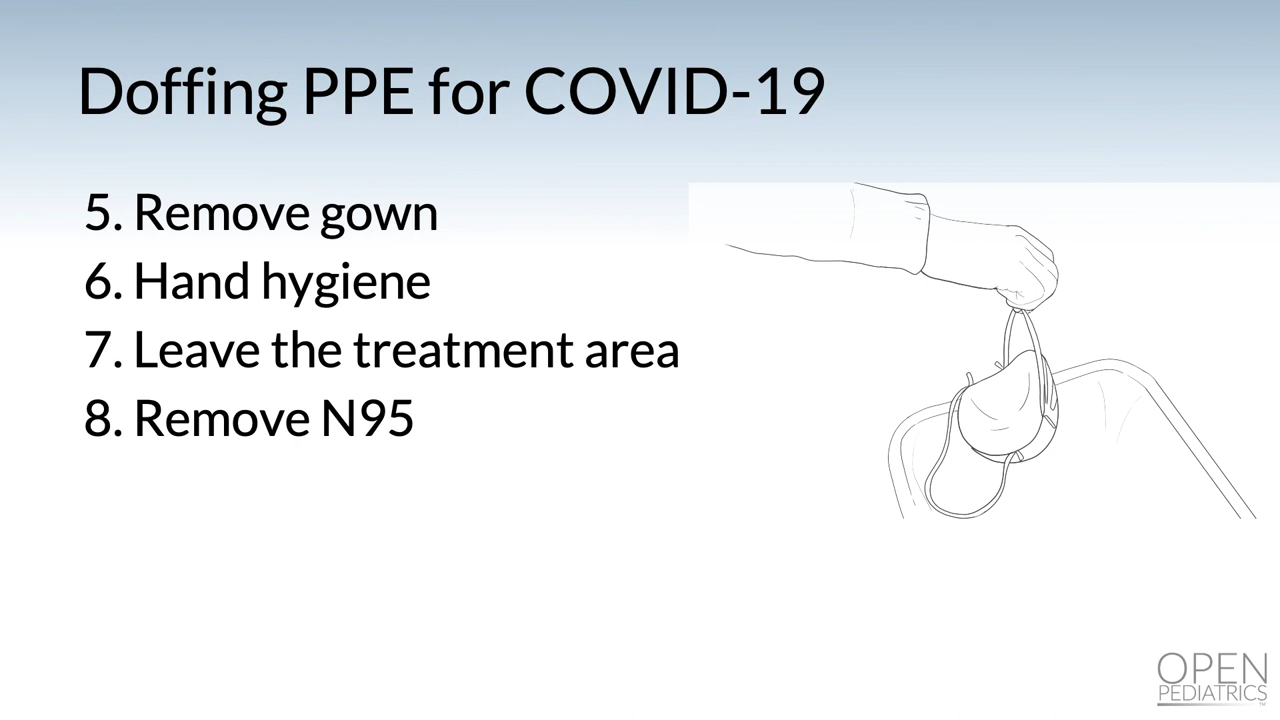 Doffing PPE for COVID-19
5. Remove gown
6. Hand hygiene
7. Leave the treatment area
8. Remove N95
OPEN
PEDIATRICS™